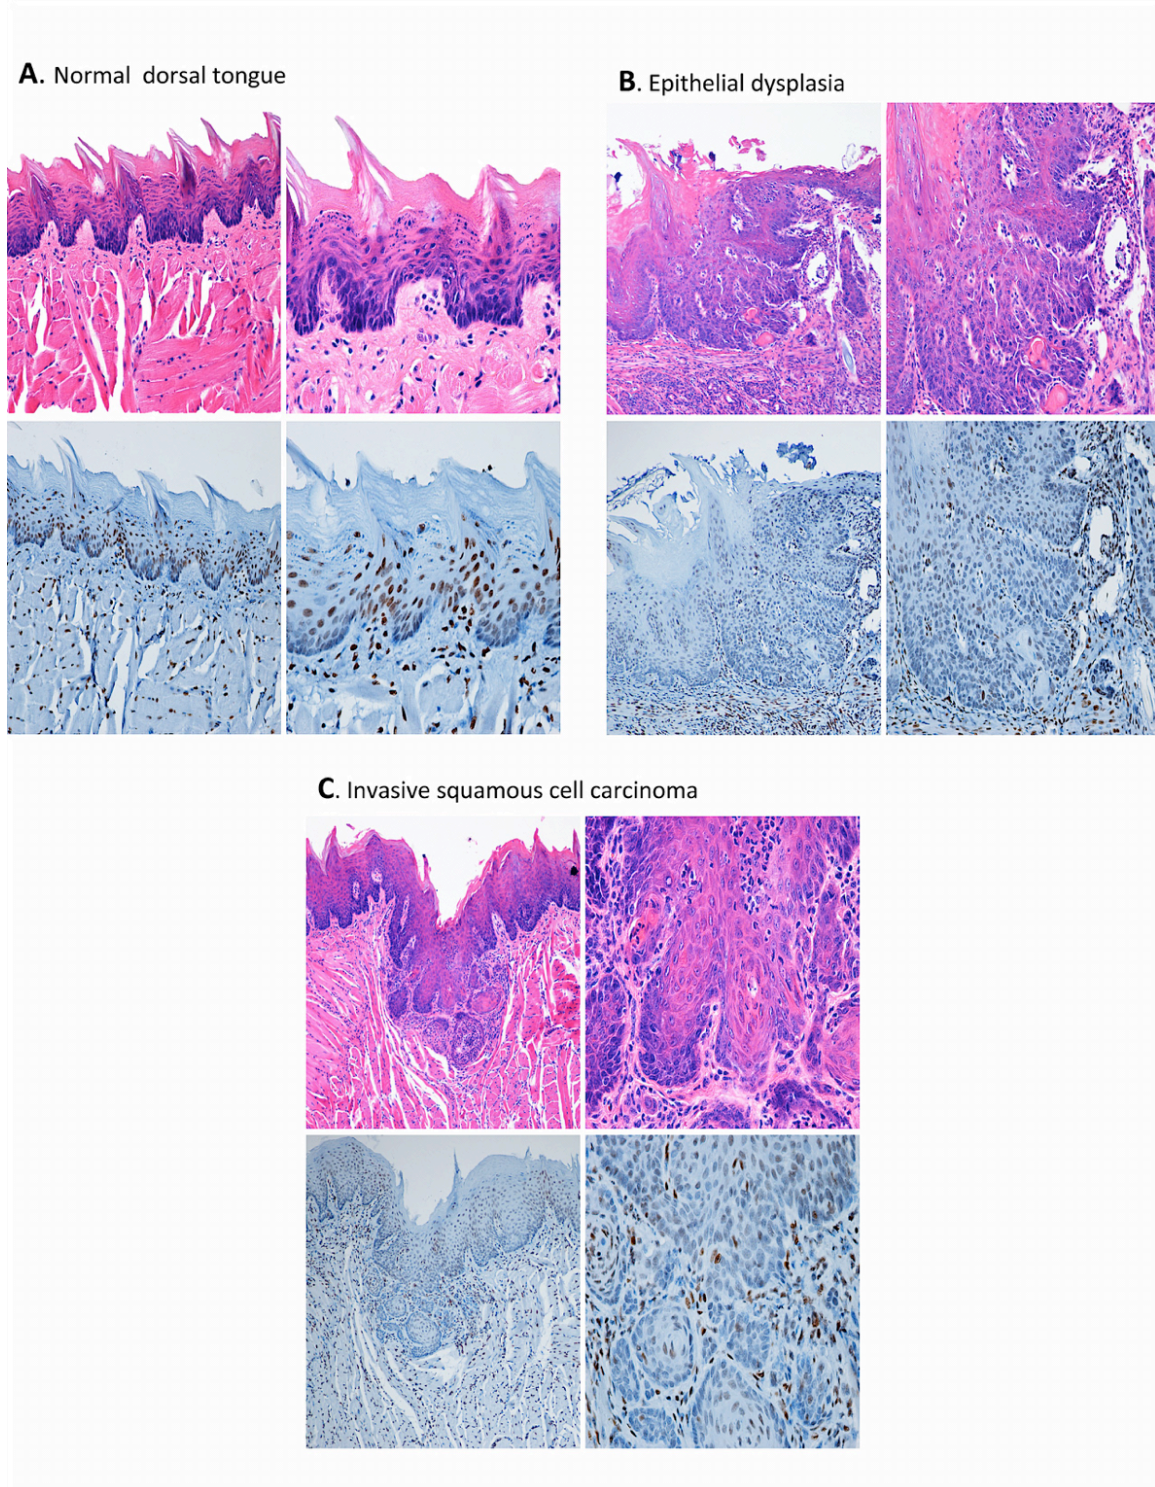 A. Normal dorsal tongue
B. Epithelial dysplasia
C. Invasive squamous cell carcinoma